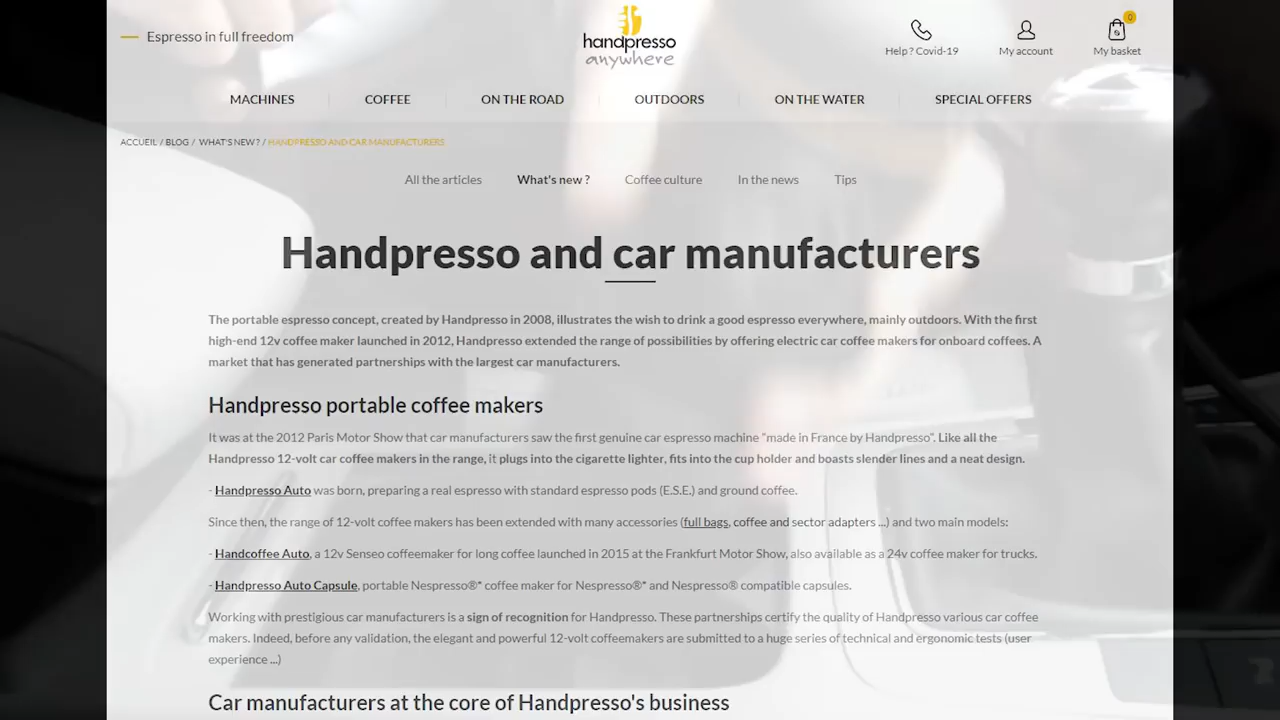 Espresso in full freedom
handpresso
anywhere
Help ? Covid-19
My account
0
My basket
MACHINES
COFFEE
ON THE ROAD
OUTDOORS
ON THE WATER
SPECIAL OFFERS
ACCUEIL / BLOG / WHAT'S NEW ? / HANDPRESSO AND CAR MANUFACTURERS
All the articles
What's new ?
Coffee culture
In the news
Tips
Handpresso and car manufacturers
The portable espresso concept, created by Handpresso in 2008, illustrates the wish to drink a good espresso everywhere, mainly outdoors. With the first
high-end 12v coffee maker launched in 2012, Handpresso extended the range of possibilities by offering electric car coffee makers for onboard coffees. A
market that has generated partnerships with the largest car manufacturers.
Handpresso portable coffee makers
It was at the 2012 Paris Motor Show that car manufacturers saw the first genuine car espresso machine "made in France by Handpresso". Like all the
Handpresso 12-volt car coffee makers in the range, it plugs into the cigarette lighter, fits into the cup holder and boasts slender lines and a neat design.
- Handpresso Auto was born, preparing a real espresso with standard espresso pods (E.S.E.) and ground coffee.
Since then, the range of 12-volt coffee makers has been extended with many accessories (full bags, coffee and sector adapters ...) and two main models:
- Handcoffee Auto, a 12v Senseo coffeemaker for long coffee launched in 2015 at the Frankfurt Motor Show, also available as a 24v coffee maker for trucks.
- Handpresso Auto Capsule, portable Nespresso®* coffee maker for Nespresso®* and Nespresso® compatible capsules.
Working with prestigious car manufacturers is a sign of recognition for Handpresso. These partnerships certify the quality of Handpresso various car coffee
makers. Indeed, before any validation, the elegant and powerful 12-volt coffeemakers are submitted to a huge series of technical and ergonomic tests (user
experience ...)
Car manufacturers at the core of Handpresso's business